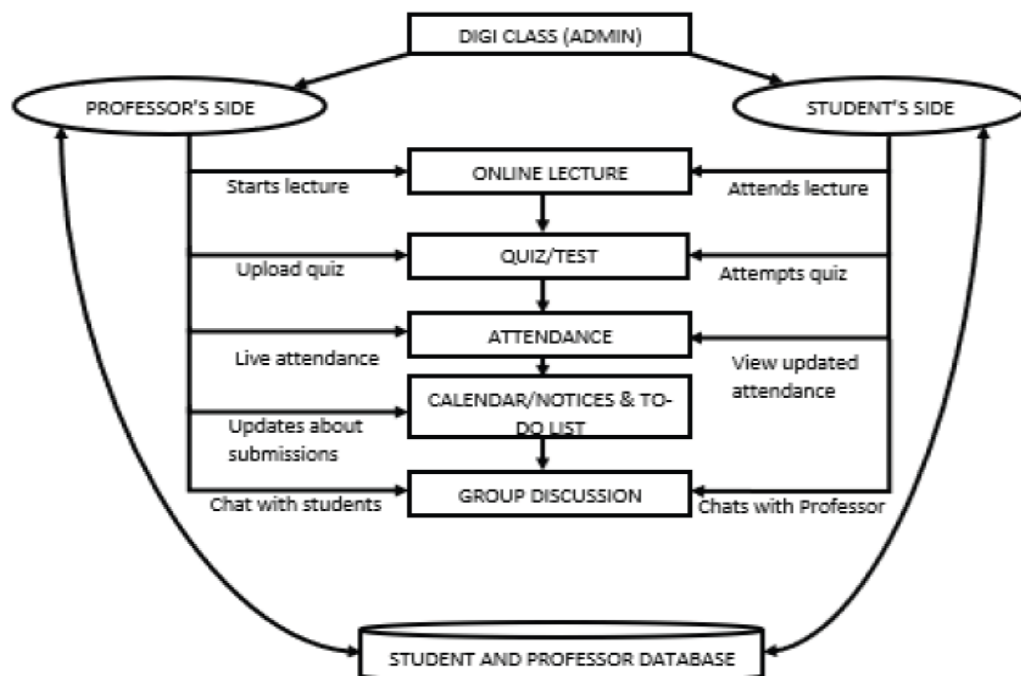 DIGI CLASS (ADMIN)
PROFESSOR'S SIDE
STUDENT'S SIDE
ONLINE LECTURE
Starts lecture
Attends lecture
QUIZ/TEST
Upload quiz
Attempts quiz
ATTENDANCE
Live attendance
View updated
attendance
CALENDAR/NOTICES & TO-
DO LIST
Updates about
submissions
GROUP DISCUSSION
Chat with students
Chats with Professor
STUDENT AND PROFESSOR DATABASE